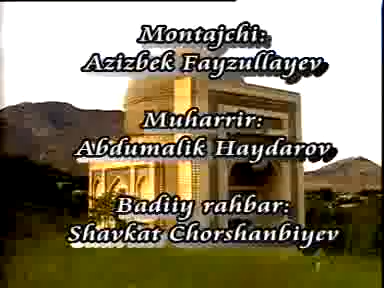 Montajchi:
Azizbek Fayzullayev
Muharrir:
Abdumalik Haydarov
Badiiy rahbar:
Shavkat Chorshanbiyev